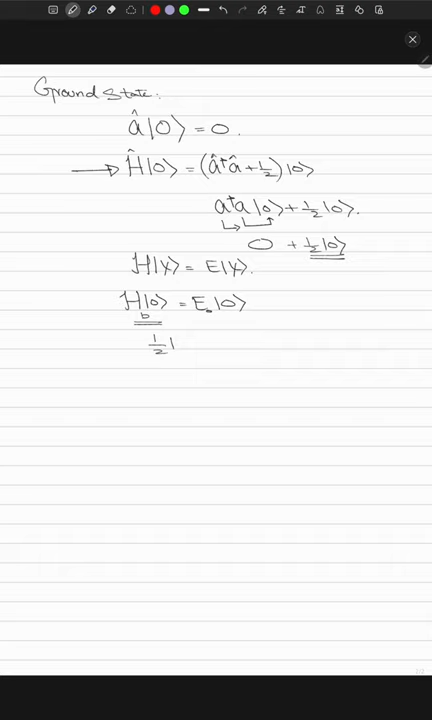 Ground State:
â|0⟩ = 0.
→ Ĥ|0⟩ = (â†â + 1/2)|0⟩
a†a|0⟩ + 1/2|0⟩.
0 + 1/2|0⟩
H|X⟩ = E|X⟩.
H|0⟩ = E₀|0⟩
1/2 |